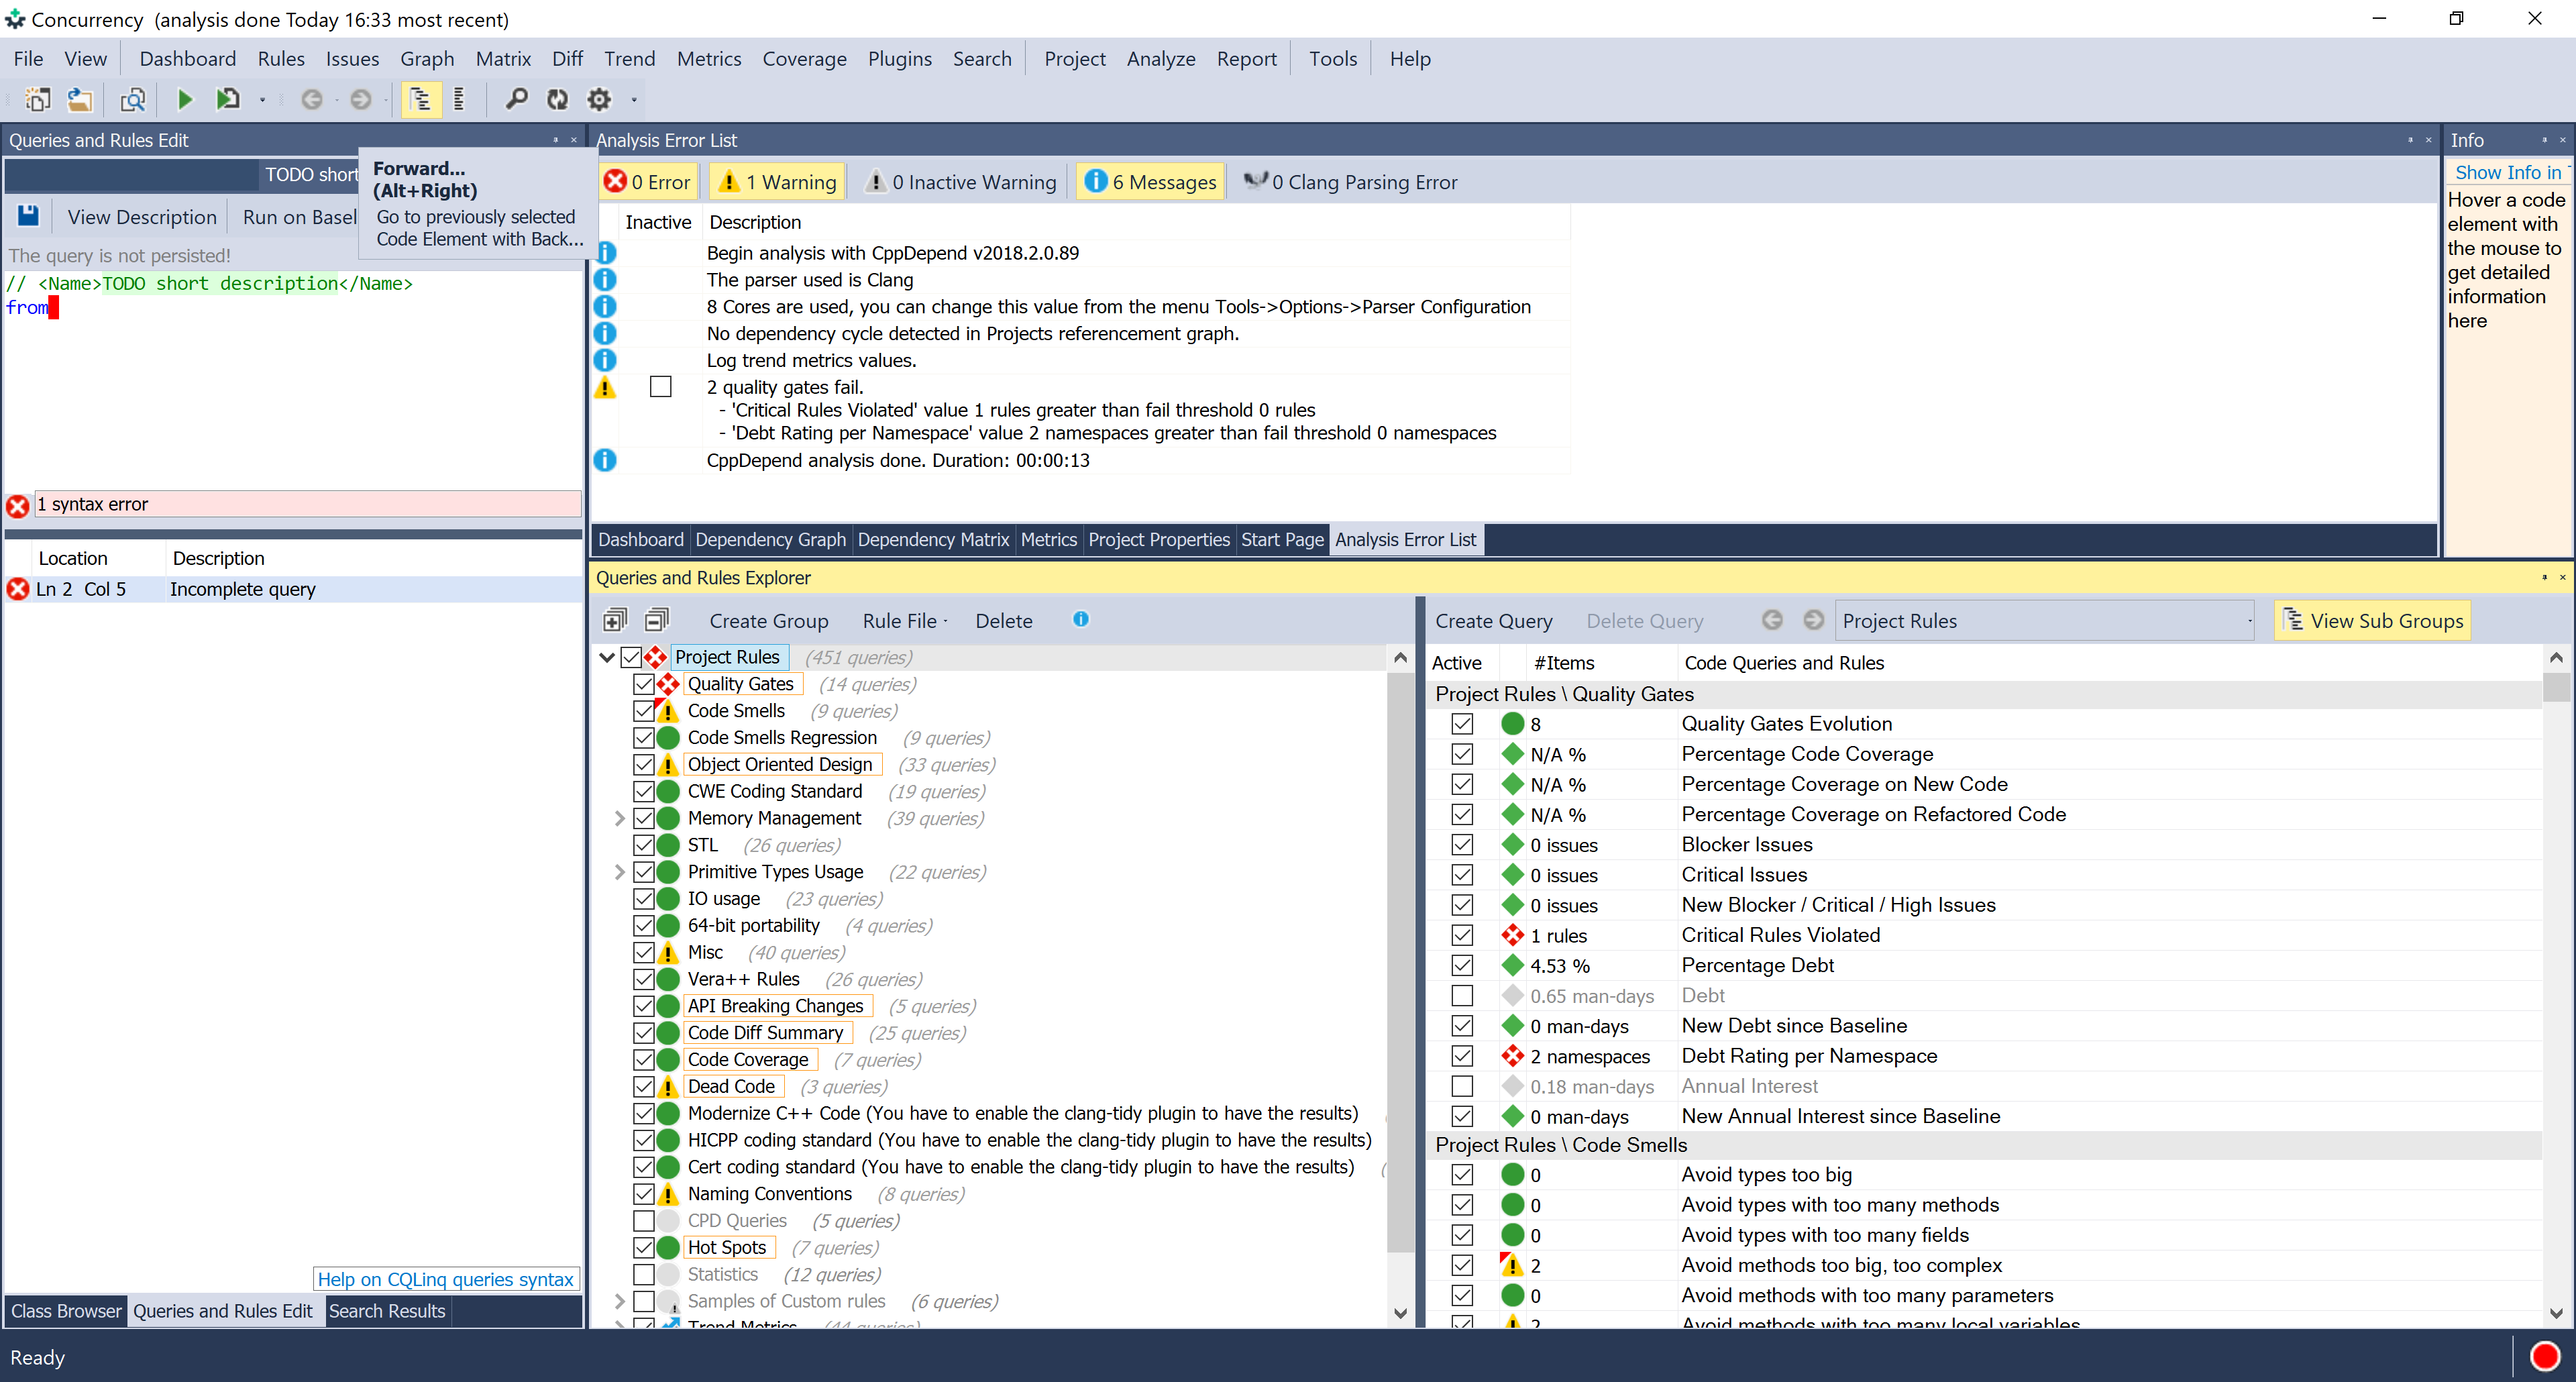 Concurrency (analysis done Today 16:33 most recent)
File View Dashboard Rules Issues Graph Matrix Diff Trend Metrics Coverage Plugins Search Project Analyze Report Tools Help
Queries and Rules Edit
TODO short
Forward...
(Alt+Right)
Go to previously selected
Code Element with Back...
View Description Run on Basel
The query is not persisted!
// <Name>TODO short description</Name>
from
1 syntax error
Location Description
Ln 2 Col 5 Incomplete query
Help on CQLinq queries syntax
Class Browser Queries and Rules Edit Search Results
Analysis Error List
0 Error 1 Warning 0 Inactive Warning 6 Messages 0 Clang Parsing Error
Inactive Description
Begin analysis with CppDepend v2018.2.0.89
The parser used is Clang
8 Cores are used, you can change this value from the menu Tools->Options->Parser Configuration
No dependency cycle detected in Projects referencement graph.
Log trend metrics values.
2 quality gates fail.
- 'Critical Rules Violated' value 1 rules greater than fail threshold 0 rules
- 'Debt Rating per Namespace' value 2 namespaces greater than fail threshold 0 namespaces
CppDepend analysis done. Duration: 00:00:13
Dashboard Dependency Graph Dependency Matrix Metrics Project Properties Start Page Analysis Error List
Info
Show Info in
Hover a code
element with
the mouse to
get detailed
information
here
Queries and Rules Explorer
Create Group Rule File Delete
Project Rules (451 queries)
Quality Gates (14 queries)
Code Smells (9 queries)
Code Smells Regression (9 queries)
Object Oriented Design (33 queries)
CWE Coding Standard (19 queries)
Memory Management (39 queries)
STL (26 queries)
Primitive Types Usage (22 queries)
IO usage (23 queries)
64-bit portability (4 queries)
Misc (40 queries)
Vera++ Rules (26 queries)
API Breaking Changes (5 queries)
Code Diff Summary (25 queries)
Code Coverage (7 queries)
Dead Code (3 queries)
Modernize C++ Code (You have to enable the clang-tidy plugin to have the results)
HICPP coding standard (You have to enable the clang-tidy plugin to have the results)
Cert coding standard (You have to enable the clang-tidy plugin to have the results) (
Naming Conventions (8 queries)
CPD Queries (5 queries)
Hot Spots (7 queries)
Statistics (12 queries)
Samples of Custom rules (6 queries)
Trend Metrics (44 queries)
Create Query Delete Query Project Rules View Sub Groups
Active #Items Code Queries and Rules
Project Rules \ Quality Gates
8 Quality Gates Evolution
N/A % Percentage Code Coverage
N/A % Percentage Coverage on New Code
N/A % Percentage Coverage on Refactored Code
0 issues Blocker Issues
0 issues Critical Issues
0 issues New Blocker / Critical / High Issues
1 rules Critical Rules Violated
4.53 % Percentage Debt
0.65 man-days Debt
0 man-days New Debt since Baseline
2 namespaces Debt Rating per Namespace
0.18 man-days Annual Interest
0 man-days New Annual Interest since Baseline
Project Rules \ Code Smells
0 Avoid types too big
0 Avoid types with too many methods
0 Avoid types with too many fields
2 Avoid methods too big, too complex
0 Avoid methods with too many parameters
2 Avoid methods with too many local variables
Ready